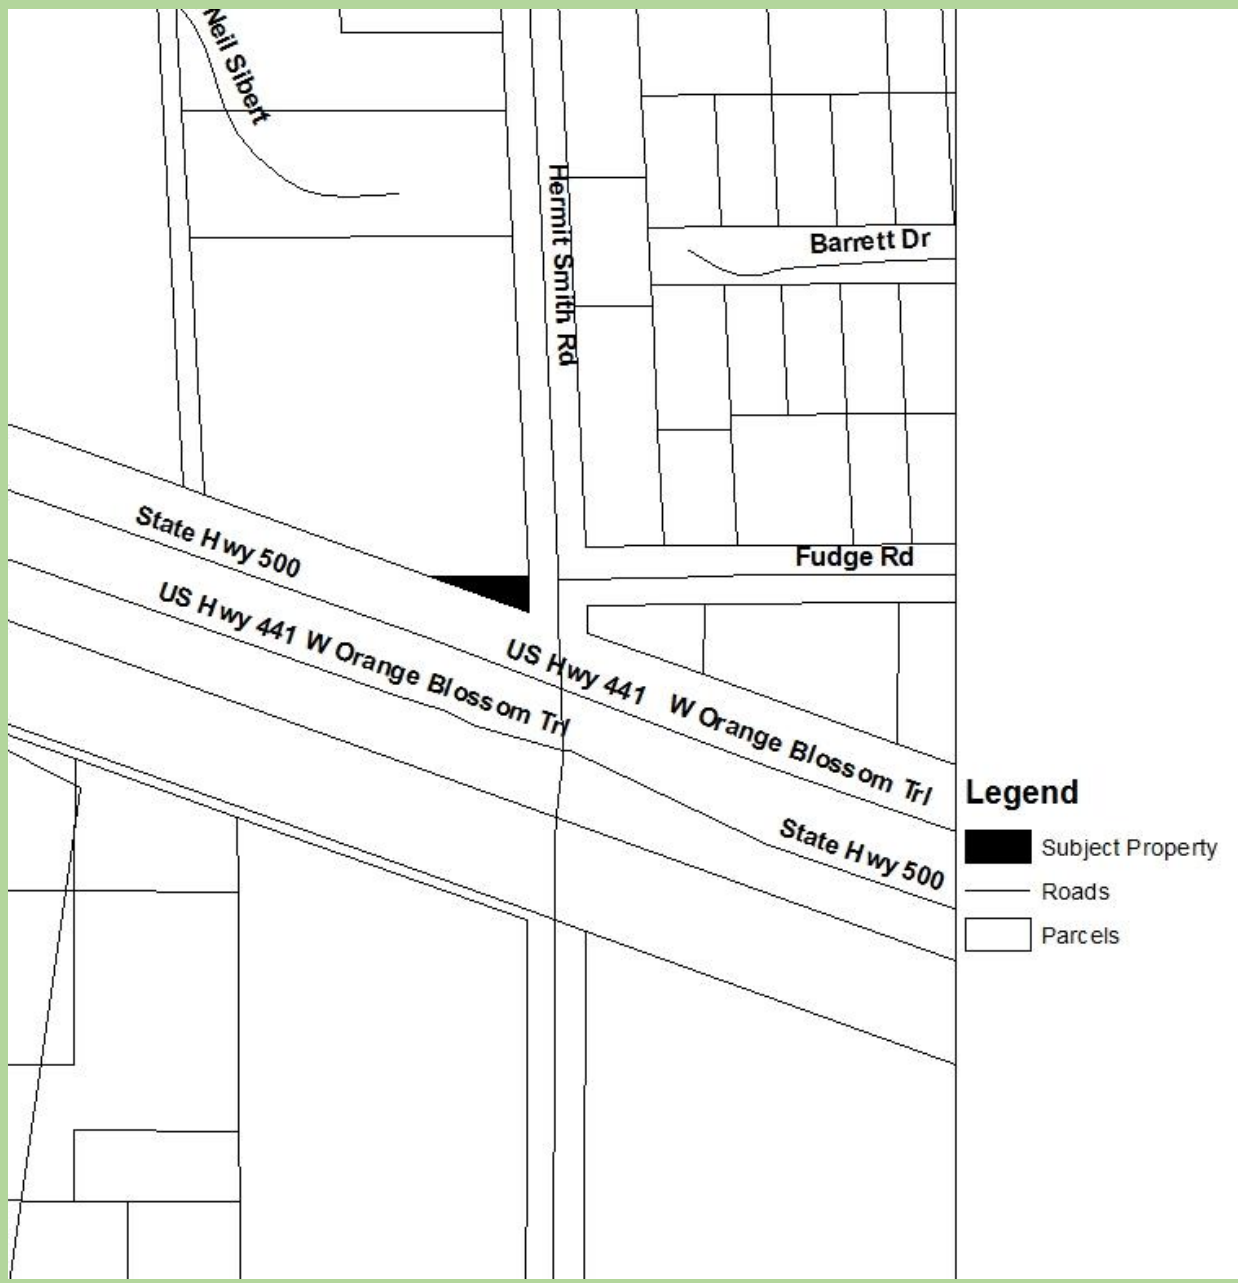 Neil Sibert
Hermit Smith Rd
Barrett Dr
State Hwy 500
Fudge Rd
US Hwy 441 W Orange Blossom Trl
US Hwy 441 W Orange Blossom Trl
State Hwy 500
Legend
Subject Property
Roads
Parcels